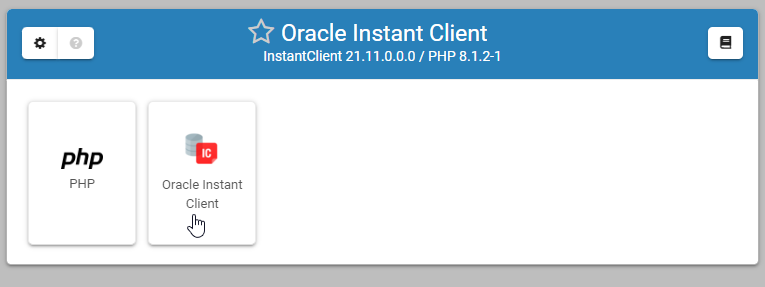 Oracle Instant Client
InstantClient 21.11.0.0.0 / PHP 8.1.2-1
php
PHP
IC
Oracle Instant
Client